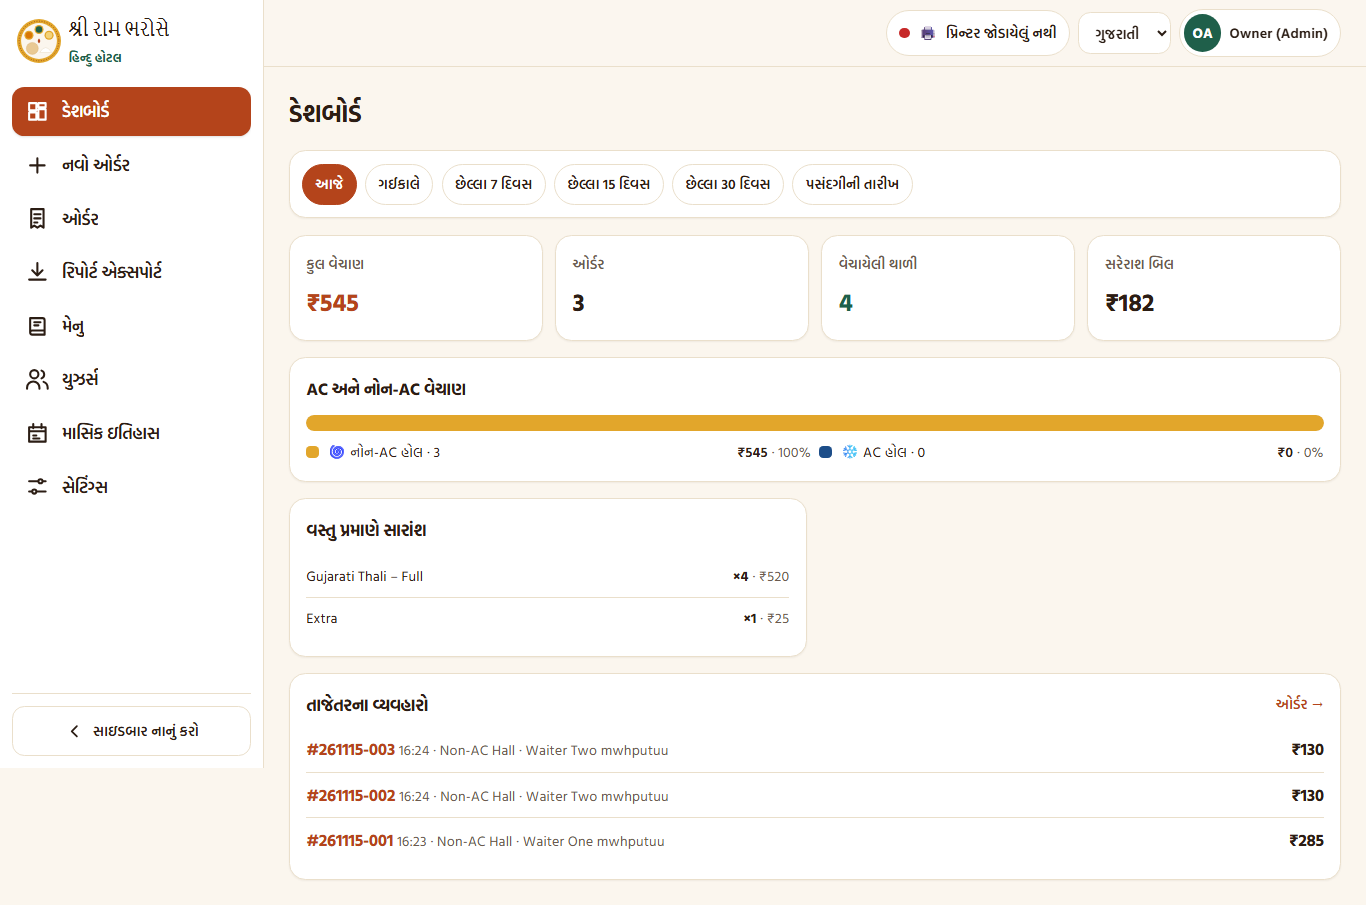 શ્રી રામ ભરોસે
હિન્દુ હોટલ
પ્રિન્ટર જોડાયેલું નથી
ગુજરાતી
OA
Owner (Admin)
ડેશબોર્ડ
નવો ઓર્ડર
ઓર્ડર
રિપોર્ટ એક્સપોર્ટ
મેનુ
યુઝર્સ
માસિક ઇતિહાસ
સેટિંગ્સ
સાઇડબાર નાનું કરો
ડેશબોર્ડ
આજે
ગઈકાલે
છેલ્લા 7 દિવસ
છેલ્લા 15 દિવસ
છેલ્લા 30 દિવસ
પસંદગીની તારીખ
કુલ વેચાણ
₹545
ઓર્ડર
3
વેચાયેલી થાળી
4
સરેરાશ બિલ
₹182
AC અને નોન-AC વેચાણ
નોન-AC હોલ · 3 ₹545 · 100%
AC હોલ · 0 ₹0 · 0%
વસ્તુ પ્રમાણે સારાંશ
Gujarati Thali – Full ×4 · ₹520
Extra ×1 · ₹25
તાજેતરના વ્યવહારો
ઓર્ડર →
#261115-003 16:24 · Non-AC Hall · Waiter Two mwhputuu ₹130
#261115-002 16:24 · Non-AC Hall · Waiter Two mwhputuu ₹130
#261115-001 16:23 · Non-AC Hall · Waiter One mwhputuu ₹285